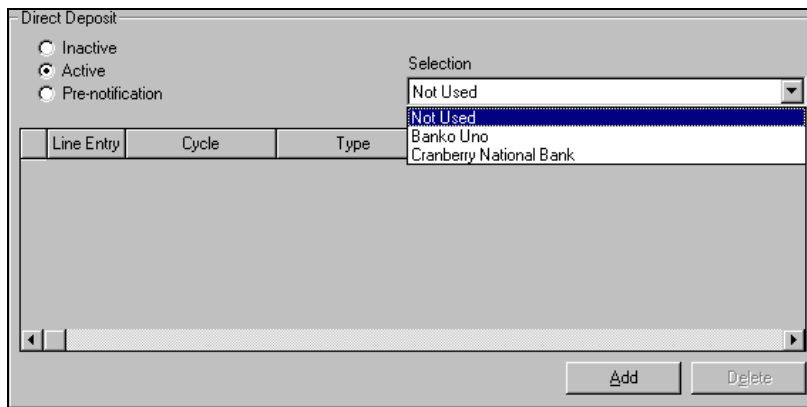 Direct Deposit
Inactive
Active
Pre-notification
Selection
Not Used
Not Used
Banko Uno
Cranberry National Bank
Line Entry Cycle Type
Add Delete